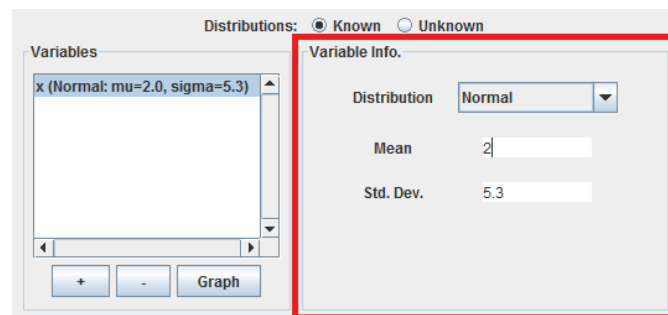 Distributions: Known Unknown
Variables
x (Normal: mu=2.0, sigma=5.3)
+ - Graph
Variable Info.
Distribution Normal
Mean 2
Std. Dev. 5.3